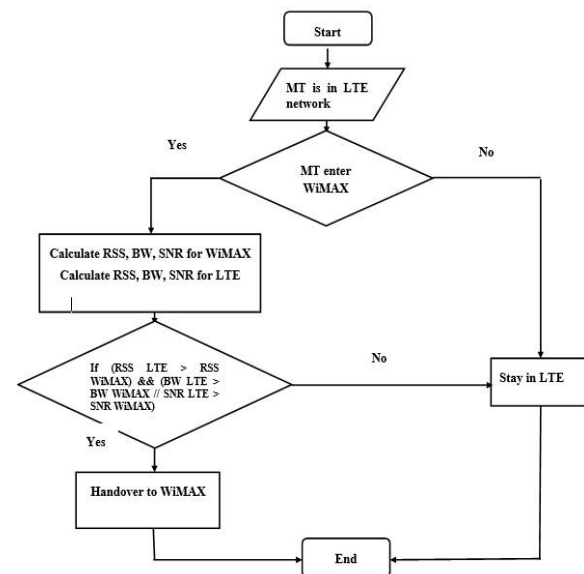 Start
MT is in LTE
network
Yes
No
MT enter
WiMAX
Calculate RSS, BW, SNR for WiMAX
Calculate RSS, BW, SNR for LTE
If (RSS LTE > RSS
WiMAX) && (BW LTE >
BW WiMAX // SNR LTE >
SNR WiMAX)
No
Stay in LTE
Yes
Handover to WiMAX
End